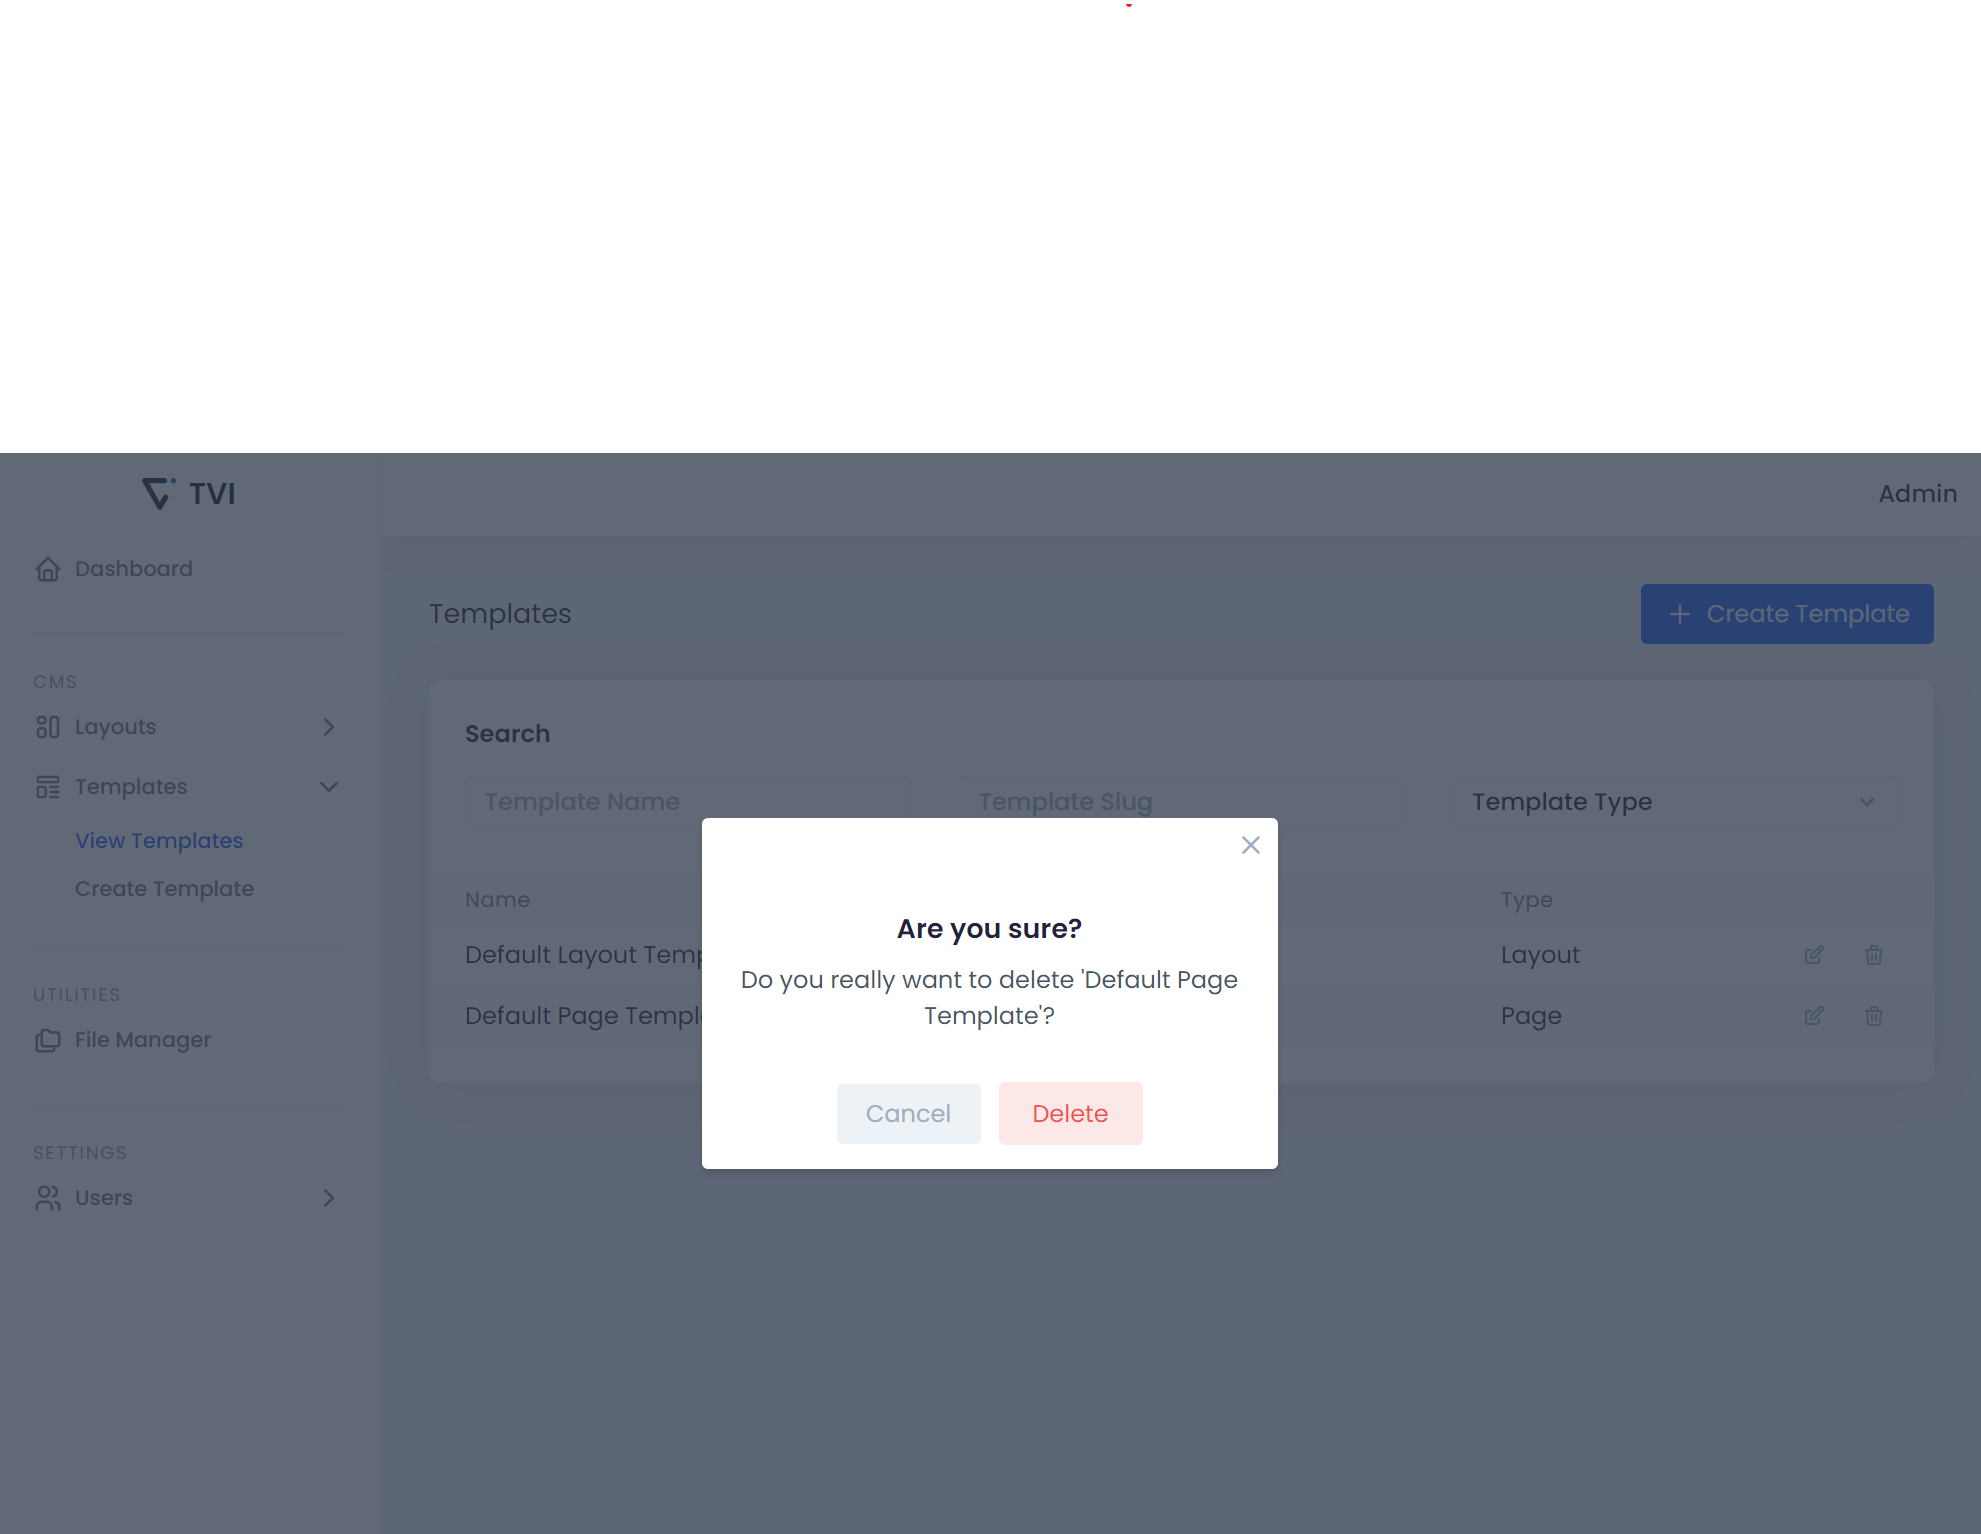 TVI
Admin
Dashboard
Templates
Create Template
CMS
Layouts
Search
Templates
Template Name
Template Slug
Template Type
View Templates
Create Template
Name
Type
Are you sure?
Default Layout Temp
Layout
Do you really want to delete 'Default Page
Template'?
UTILITIES
Default Page Templ
Page
File Manager
Cancel
Delete
SETTINGS
Users